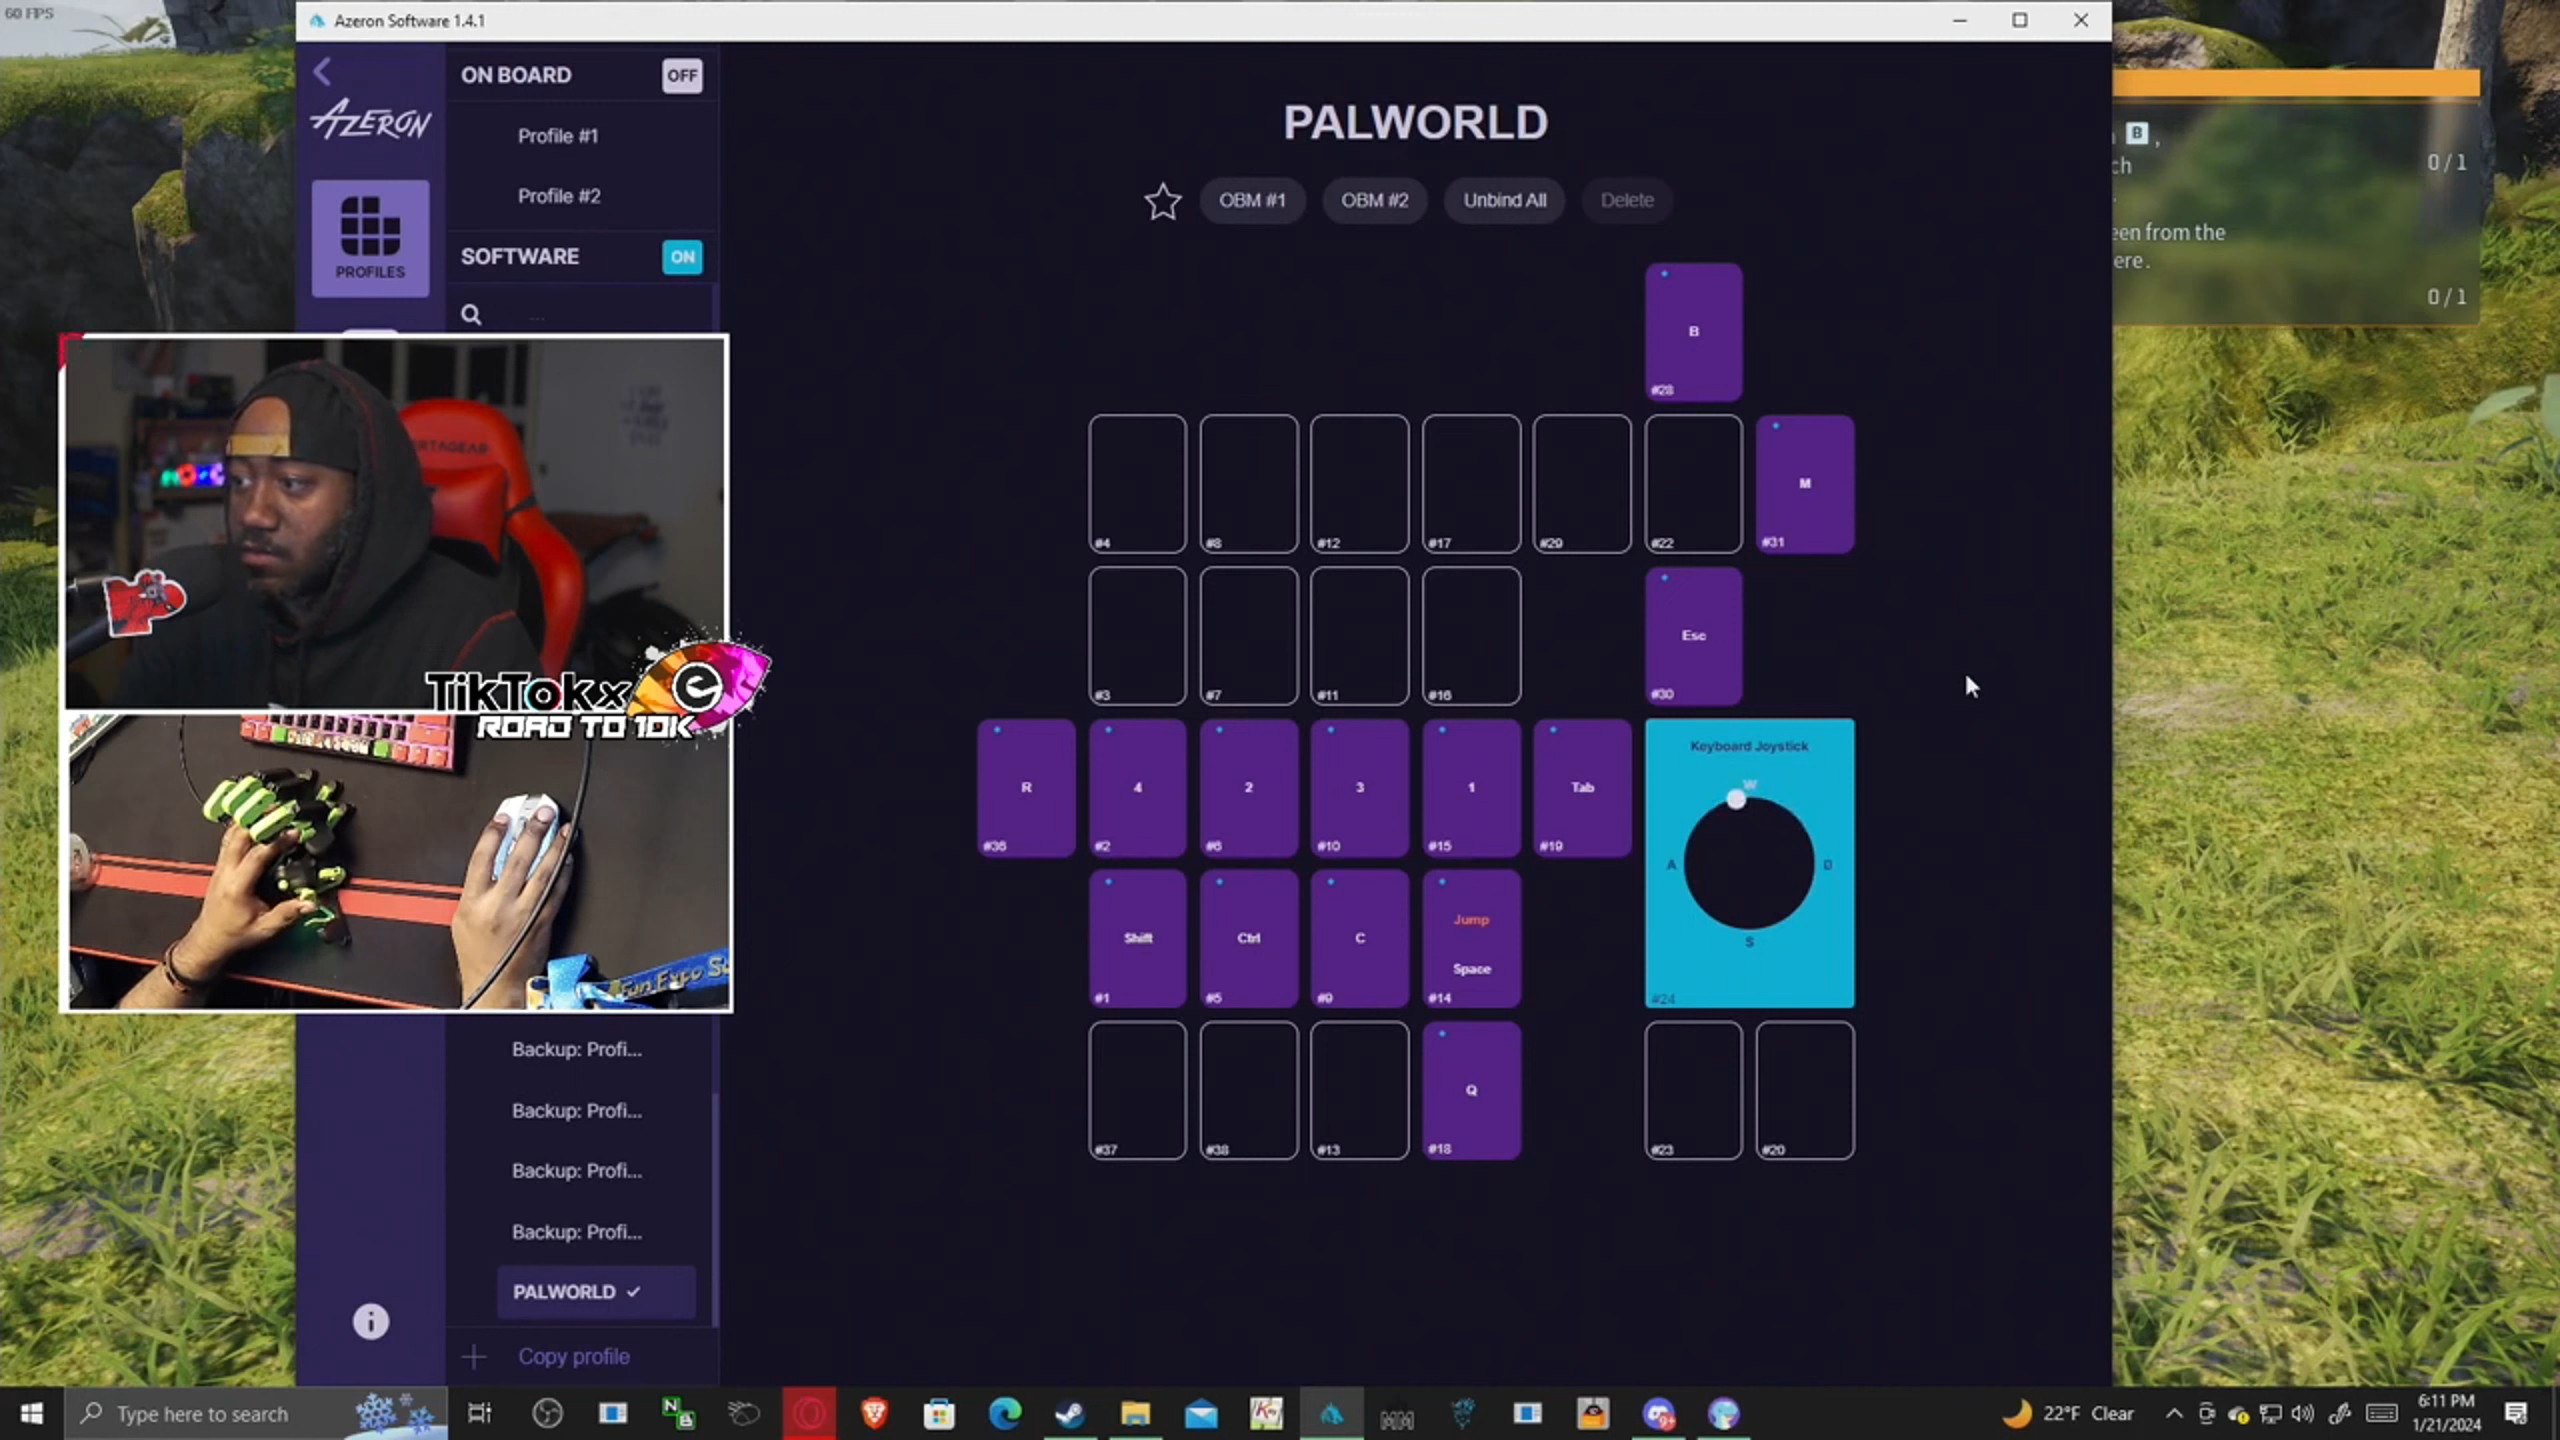 60 FPS
Azeron Software 1.4.1
AZERON
PROFILES
ON BOARD
OFF
Profile #1
Profile #2
SOFTWARE
ON
...
Backup: Profi...
Backup: Profi...
Backup: Profi...
Backup: Profi...
PALWORLD
Copy profile
PALWORLD
OBM #1
OBM #2
Unbind All
Delete
B
#28
#4
#8
#12
#17
#29
#22
M
#31
#3
#7
#11
#16
Esc
#30
R
#36
4
#2
2
#6
3
#10
1
#15
Tab
#19
Keyboard Joystick
W
A
D
S
#24
Shift
#1
Ctrl
#5
C
#9
Jump
Space
#14
#37
#38
#13
Q
#18
#23
#20
B ,
ch
0 / 1
een from the
ere.
0 / 1
TikTok x
ROAD TO 10K
Type here to search
22°F Clear
6:11 PM
1/21/2024